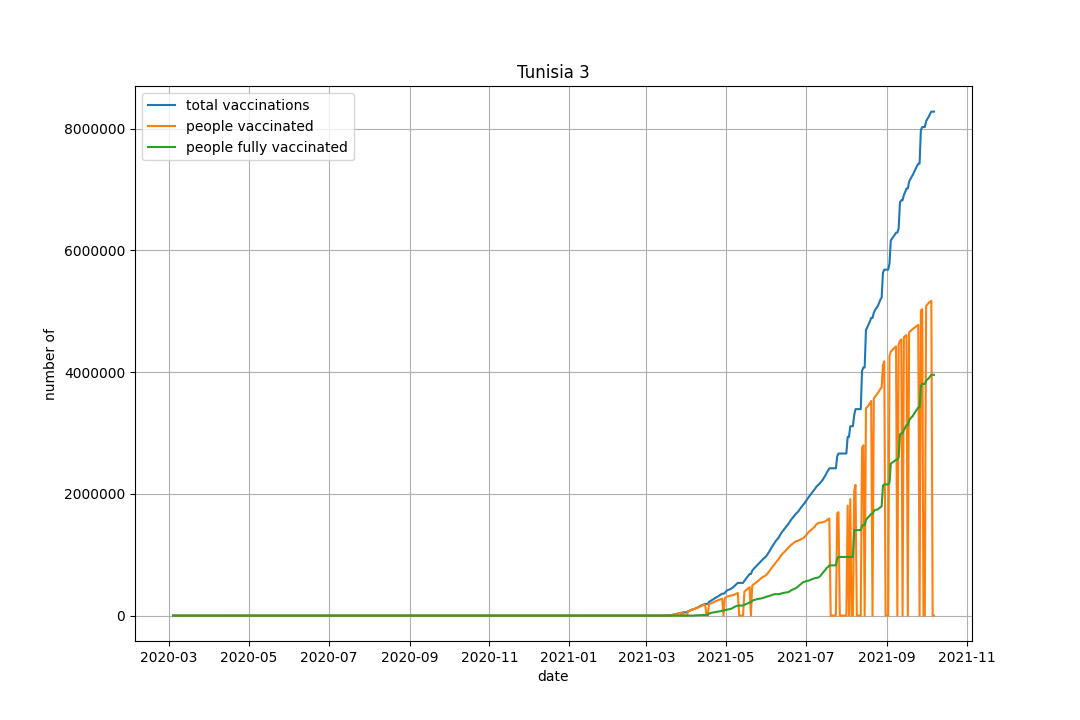 Tunisia 3
total vaccinations
people vaccinated
people fully vaccinated
8000000
6000000
4000000
2000000
0
number of
2020-03 2020-05 2020-07 2020-09 2020-11 2021-01 2021-03 2021-05 2021-07 2021-09 2021-11
date